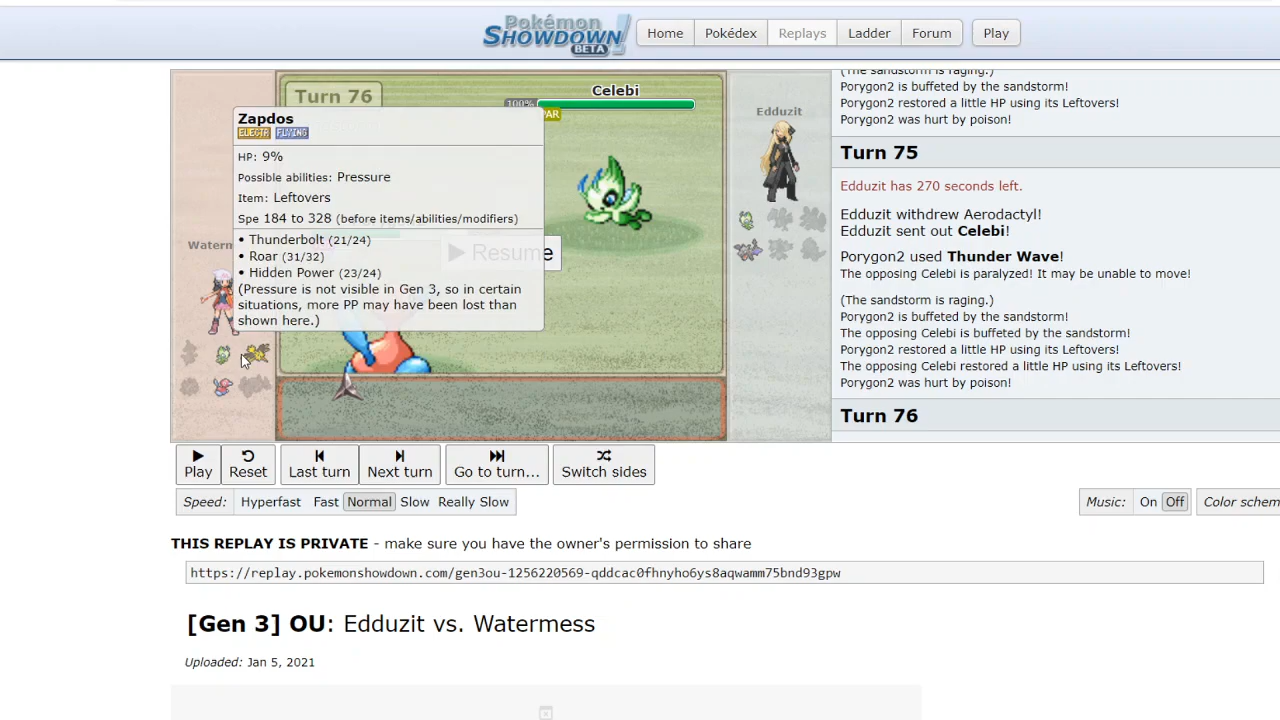 Pokémon
SHOWDOWN!
BETA
Home
Pokédex
Replays
Ladder
Forum
Play
Turn 76
Celebi
100%
PAR
Zapdos
ELECTR FLYING
HP: 9%
Possible abilities: Pressure
Item: Leftovers
Spe 184 to 328 (before items/abilities/modifiers)
• Thunderbolt (21/24)
• Roar (31/32)
• Hidden Power (23/24)
(Pressure is not visible in Gen 3, so in certain
situations, more PP may have been lost than
shown here.)
Resume
Waterm
Edduzit
(The sandstorm is raging.)
Porygon2 is buffeted by the sandstorm!
Porygon2 restored a little HP using its Leftovers!
Porygon2 was hurt by poison!
Turn 75
Edduzit has 270 seconds left.
Edduzit withdrew Aerodactyl!
Edduzit sent out Celebi!
Porygon2 used Thunder Wave!
The opposing Celebi is paralyzed! It may be unable to move!
(The sandstorm is raging.)
Porygon2 is buffeted by the sandstorm!
The opposing Celebi is buffeted by the sandstorm!
Porygon2 restored a little HP using its Leftovers!
The opposing Celebi restored a little HP using its Leftovers!
Porygon2 was hurt by poison!
Turn 76
Play
Reset
Last turn
Next turn
Go to turn...
Switch sides
Speed: Hyperfast Fast Normal Slow Really Slow
Music: On Off
Color schem
THIS REPLAY IS PRIVATE - make sure you have the owner's permission to share
https://replay.pokemonshowdown.com/gen3ou-1256220569-qddcac0fhnyho6ys8aqwamm75bnd93gpw
[Gen 3] OU: Edduzit vs. Watermess
Uploaded: Jan 5, 2021